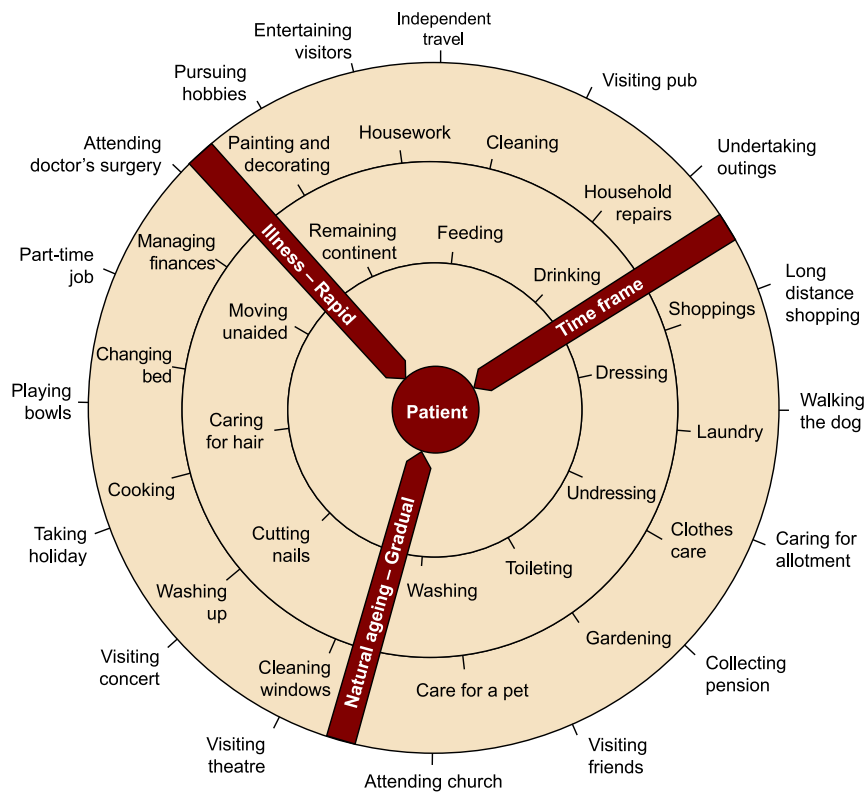 Independent
travel
Entertaining
visitors
Pursuing
hobbies
Visiting pub
Attending
doctor's surgery
Undertaking
outings
Painting and
decorating
Housework
Cleaning
Household
repairs
Part-time
job
Managing
finances
Remaining
continent
Feeding
Drinking
Long
distance
shopping
Illness – Rapid
Time frame
Shoppings
Moving
unaided
Changing
bed
Dressing
Playing
bowls
Patient
Walking
the dog
Caring
for hair
Laundry
Cooking
Undressing
Taking
holiday
Cutting
nails
Clothes
care
Caring for
allotment
Natural ageing – Gradual
Washing
Toileting
Washing
up
Gardening
Visiting
concert
Cleaning
windows
Care for a pet
Collecting
pension
Visiting
theatre
Attending church
Visiting
friends